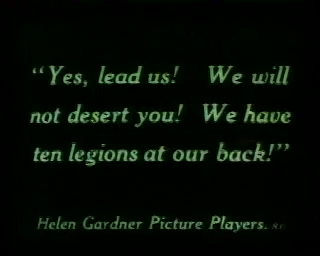 “Yes, lead us! We will
not desert you! We have
ten legions at our back!”
Helen Gardner Picture Players.